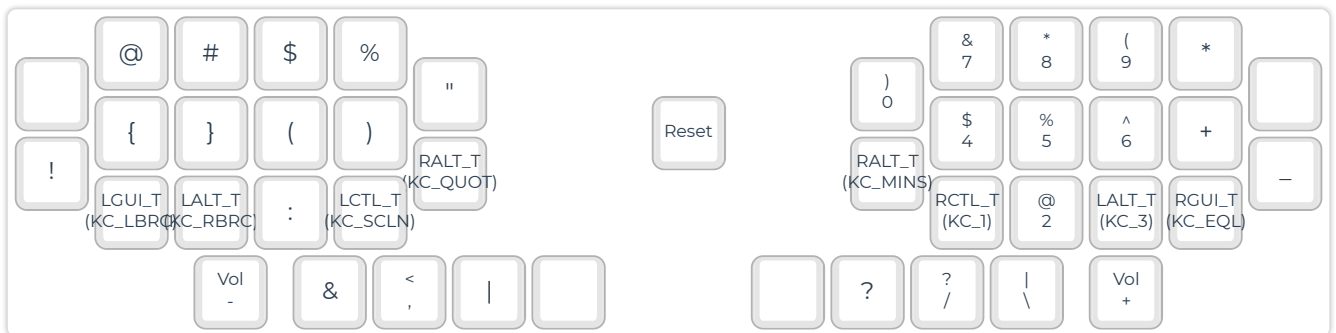 @ # $ % & * ( *
7 8 9
" )
0
{ } ( ) Reset $ % ^ +
4 5 6
! RALT_T RALT_T _
(KC_QUOT) (KC_MINS)
LGUI_T LALT_T : LCTL_T RCTL_T @ LALT_T RGUI_T
(KC_LBRC) (KC_RBRC) (KC_SCLN) (KC_1) 2 (KC_3) (KC_EQL)
Vol & < | ? ? | Vol
- , / \ +